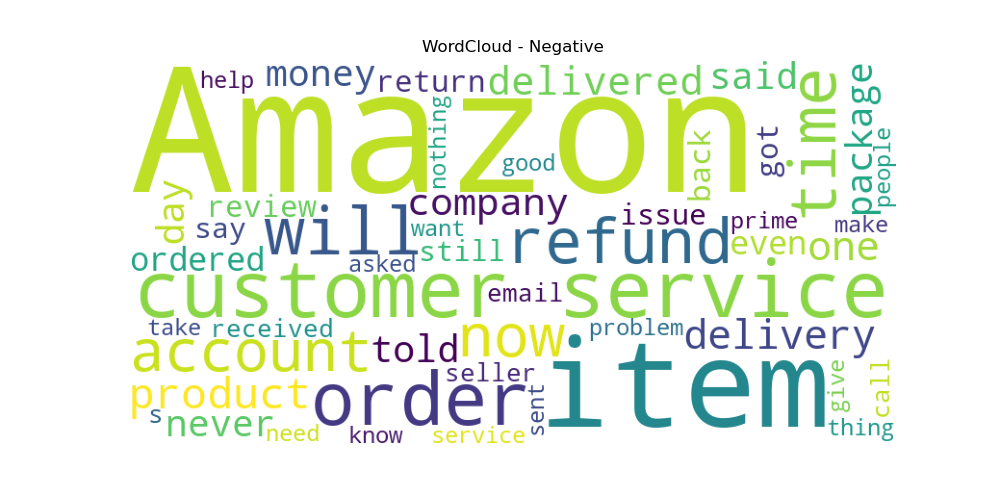 WordCloud - Negative
Amazon
help
money
return
delivered
said
time
package
people
nothing
good
back
got
day
review
company
issue
prime
make
say
will
want
refund
even
one
ordered
asked
still
customer service
email
take
received
now
problem
delivery
account
told
product
order
seller
item
sent
give
call
s
never
need
know
service
thing